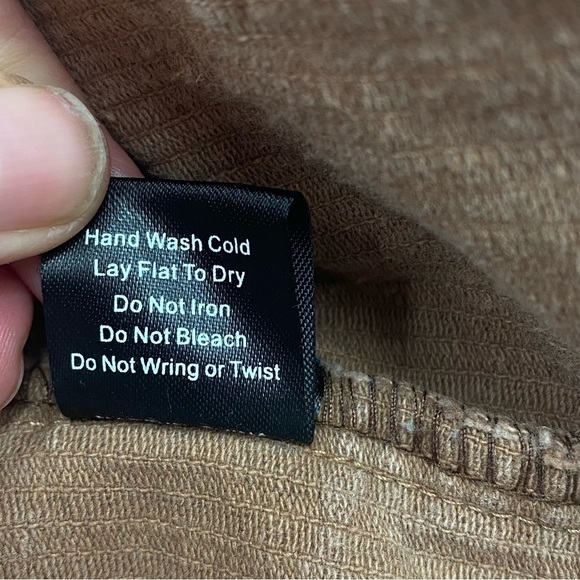 Hand Wash Cold
Lay Flat To Dry
Do Not Iron
Do Not Bleach
Do Not Wring or Twist